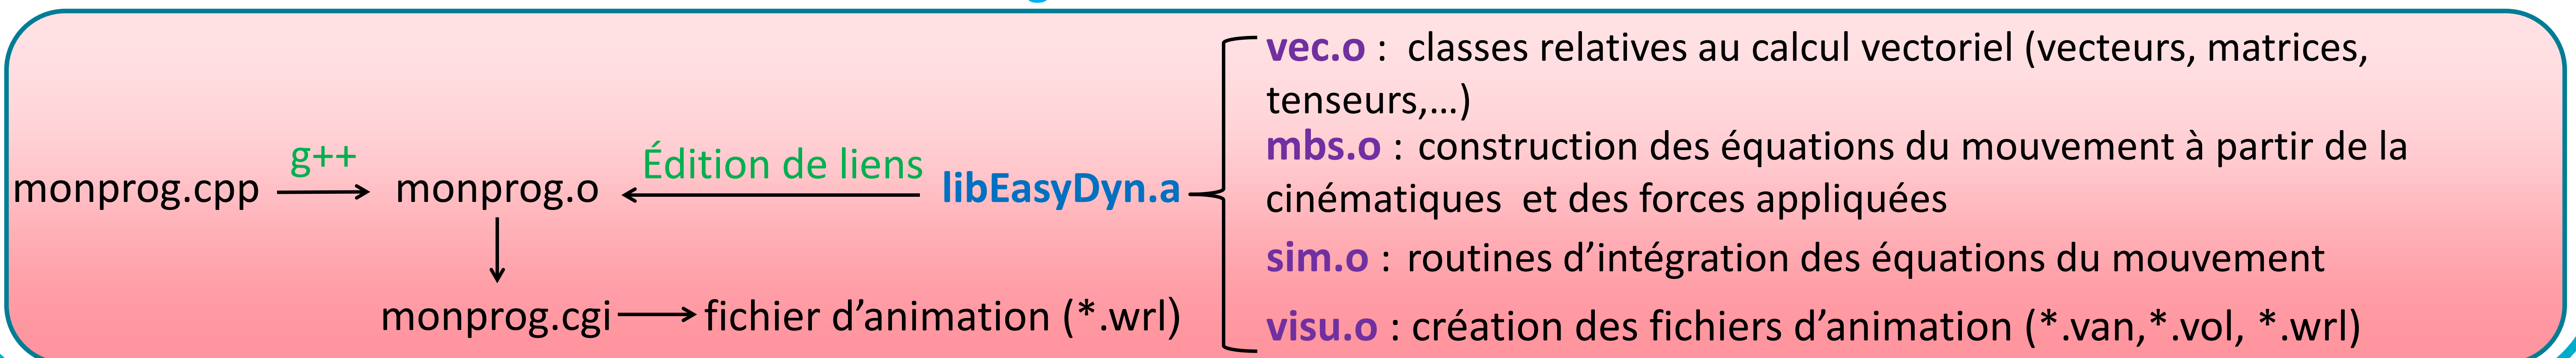 monprog.cpp
g++
monprog.o
Édition de liens
libEasyDyn.a
monprog.cgi
fichier d'animation (*.wrl)
vec.o : classes relatives au calcul vectoriel (vecteurs, matrices,
tenseurs,...)
mbs.o : construction des équations du mouvement à partir de la
cinématiques et des forces appliquées
sim.o : routines d'intégration des équations du mouvement
visu.o : création des fichiers d'animation (*.van,*.vol, *.wrl)